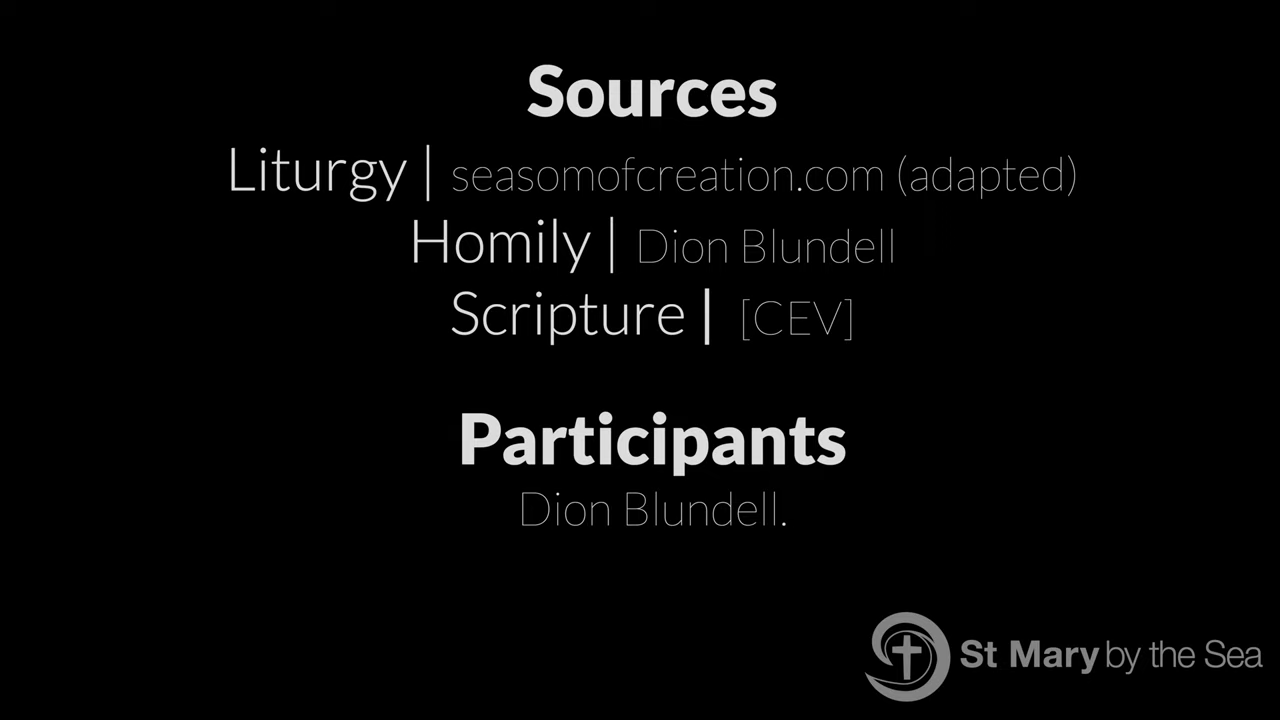 Sources
Liturgy | seasomofcreation.com (adapted)
Homily | Dion Blundell
Scripture | [CEV]
Participants
Dion Blundell.
St Mary by the Sea